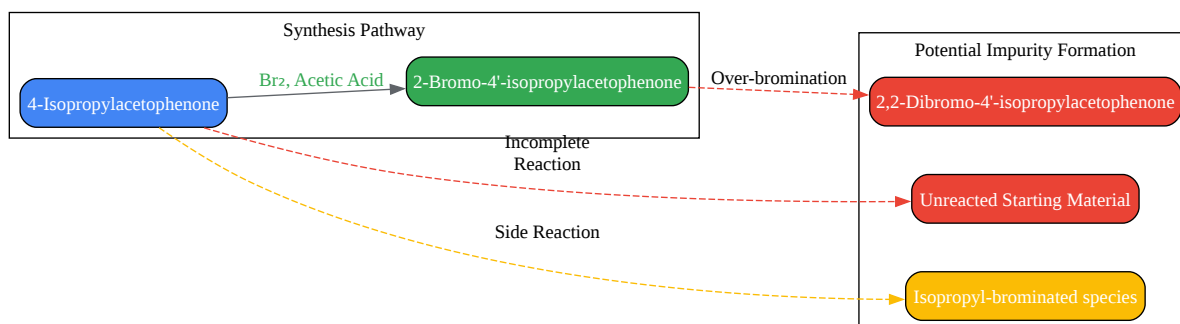 Synthesis Pathway
4-Isopropylacetophenone
Br₂, Acetic Acid
2-Bromo-4'-isopropylacetophenone
Over-bromination
Incomplete
Reaction
Side Reaction
Potential Impurity Formation
2,2-Dibromo-4'-isopropylacetophenone
Unreacted Starting Material
Isopropyl-brominated species